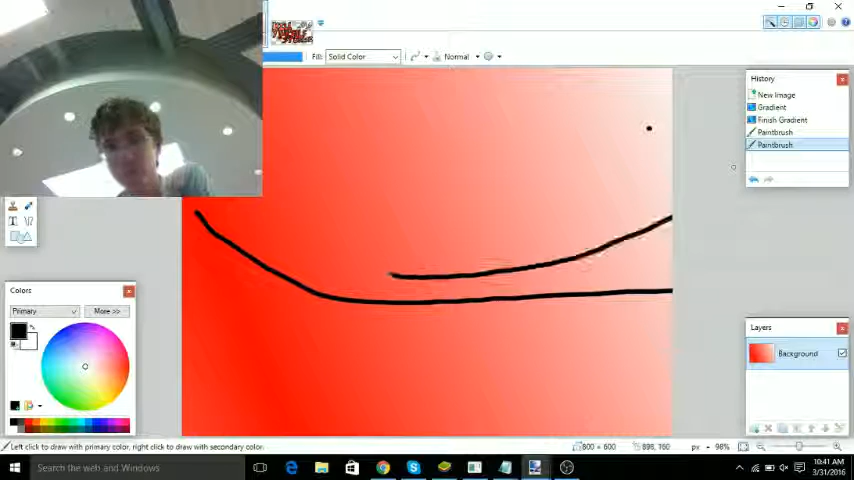 Fill: Solid Color
Normal
History
New Image
Gradient
Finish Gradient
Paintbrush
Paintbrush
Colors
Primary
More >>
Layers
Background
Left click to draw with primary color, right click to draw with secondary color.
800 × 600
px
98%
Search the web and Windows
10:41 AM
3/31/2016